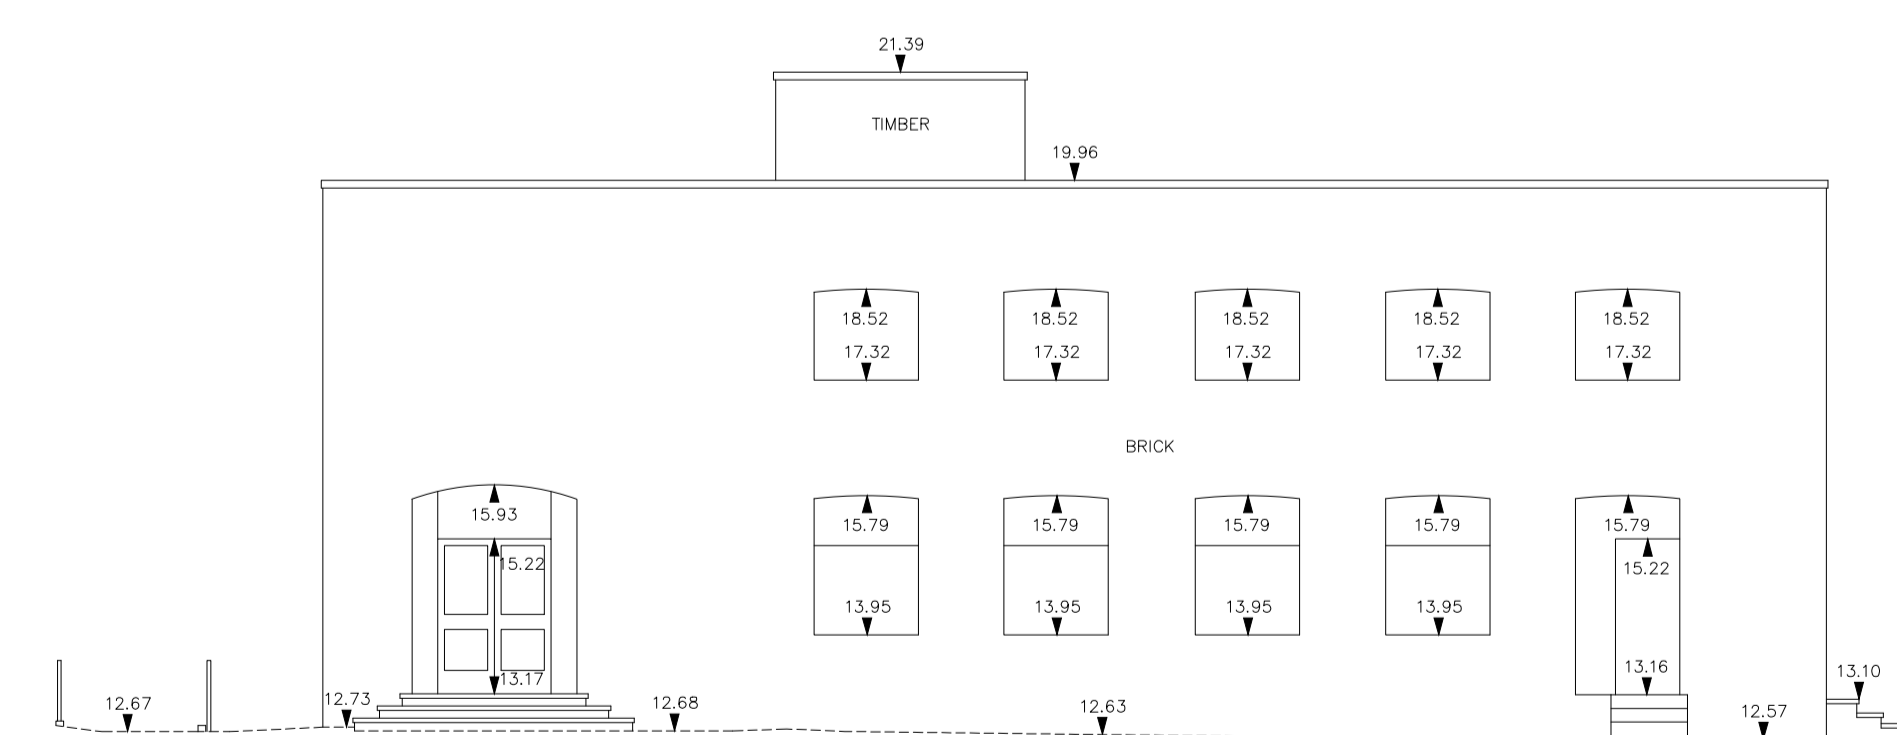 21.39
TIMBER
19.96
18.52 18.52 18.52 18.52 18.52
17.32 17.32 17.32 17.32 17.32
BRICK
15.93
15.79 15.79 15.79 15.79 15.79
15.22 15.22
13.95 13.95 13.95 13.95
13.17 13.16 13.10
12.67 12.73 12.68 12.63 12.57